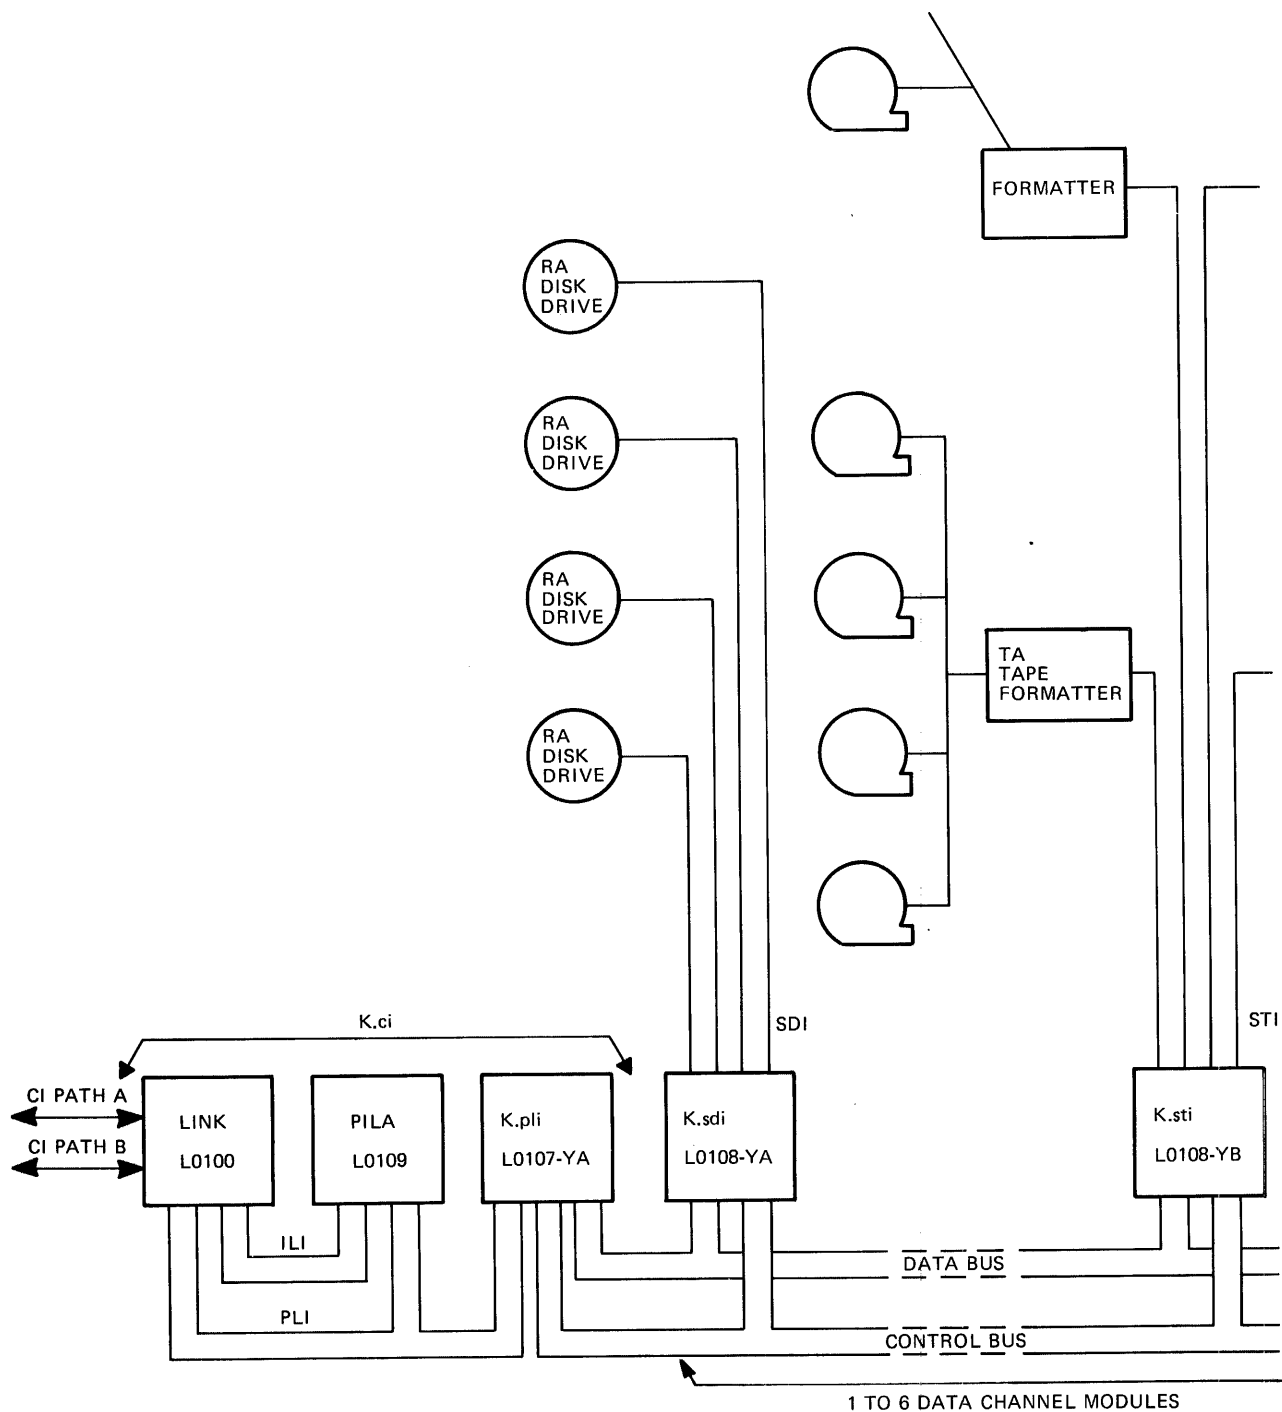 FORMATTER
RA
DISK
DRIVE
RA
DISK
DRIVE
RA
DISK
DRIVE
TA
TAPE
FORMATTER
RA
DISK
DRIVE
K.ci
SDI
STI
CI PATH A
CI PATH B
LINK
L0100
PILA
L0109
K.pli
L0107-YA
K.sdi
L0108-YA
K.sti
L0108-YB
ILI
DATA BUS
PLI
CONTROL BUS
1 TO 6 DATA CHANNEL MODULES